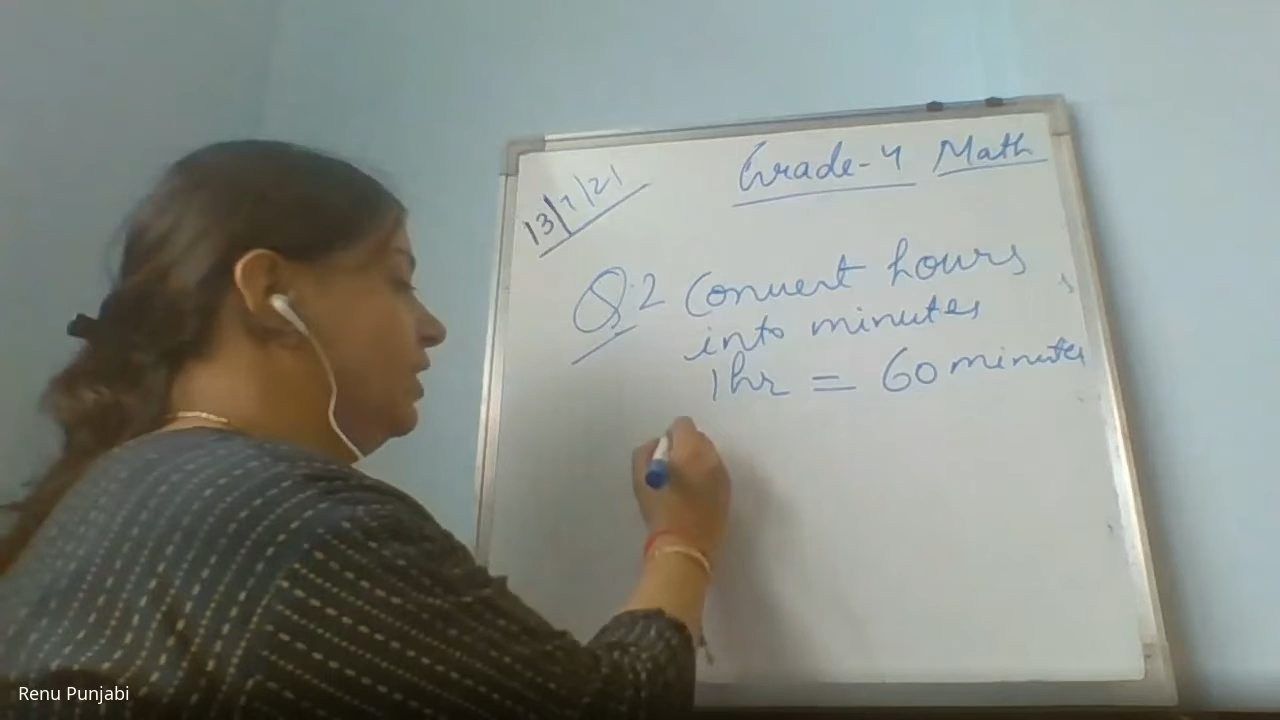 Grade-4 Math
13/7/21
Q.2 Convert hours
into minutes
1hr = 60 minutes
Renu Punjabi